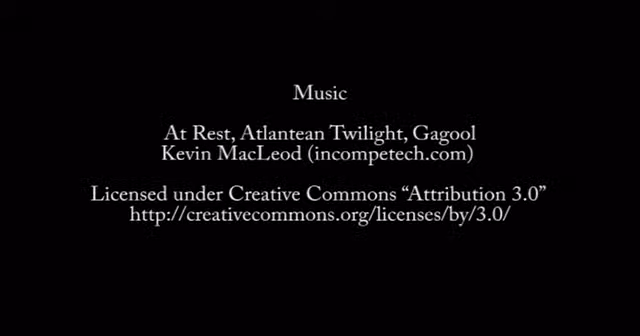 Music
At Rest, Atlantean Twilight, Gagool
Kevin MacLeod (incompetech.com)
Licensed under Creative Commons “Attribution 3.0”
http://creativecommons.org/licenses/by/3.0/